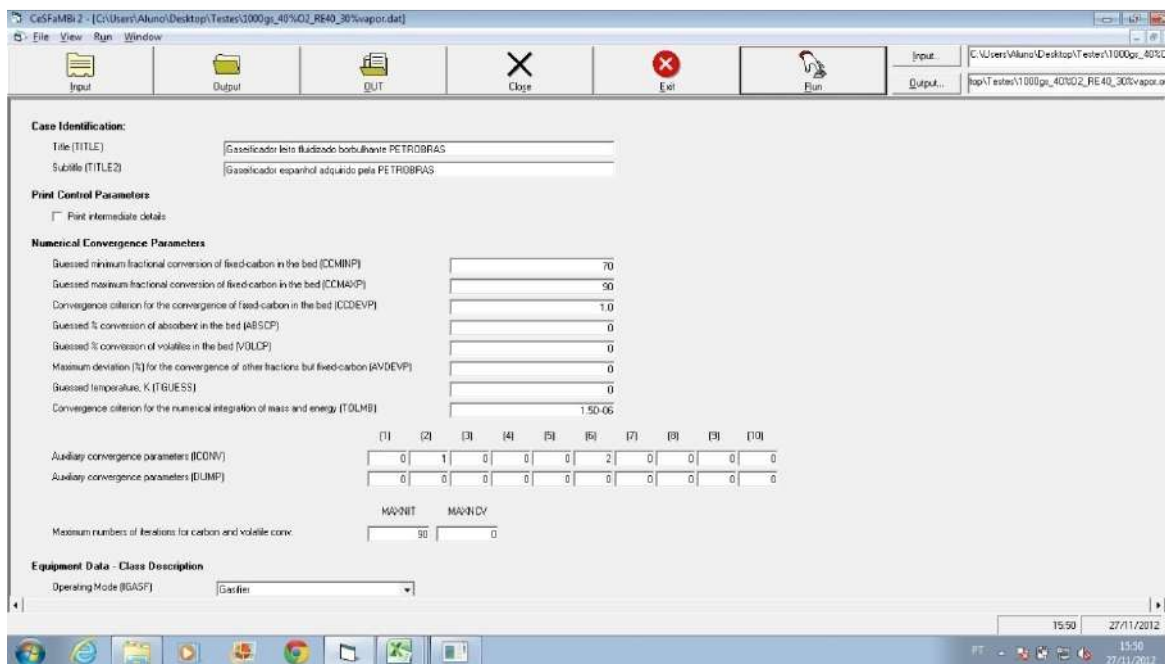 CeSFaMBi 2 - [C:\Users\Aluno\Desktop\Testes\1000gs_40%O2_RE40_30%vapor.dat]
File View Run Window
Input Output OUT Close Exit Run
Input... C:\Users\Aluno\Desktop\Testes\1000gs_40%O
Output... top\Testes\1000gs_40%O2_RE40_30%vapor.o
Case Identification:
Title (TITLE) Gaseificador leito fluidizado borbulhante PETROBRAS
Subtitle (TITLE2) Gaseificador espanhol adquirido pela PETROBRAS
Print Control Parameters
Print intermediate details
Numerical Convergence Parameters
Guessed minimum fractional conversion of fixed-carbon in the bed (CCMINP) 70
Guessed maximum fractional conversion of fixed-carbon in the bed (CCMAXP) 90
Convergence criterion for the convergence of fixed-carbon in the bed (CCDEVP) 1.0
Guessed % conversion of absorbent in the bed (ABSCP) 0
Guessed % conversion of volatiles in the bed (VOLCP) 0
Maximum deviation (%) for the convergence of other fractions but fixed-carbon (AVDEVP) 0
Guessed temperature, K (TGUESS) 0
Convergence criterion for the numerical integration of mass and energy (TOLMB) 1.5D-06
(1) (2) (3) (4) (5) (6) (7) (8) (9) (10)
Auxiliary convergence parameters (ICONV) 0 1 0 0 0 2 0 0 0 0
Auxiliary convergence parameters (DUMP) 0 0 0 0 0 0 0 0 0 0
MAXNIT MAXNDV
Maximum numbers of iterations for carbon and volatile conv. 90 0
Equipment Data - Class Description
Operating Mode (IGASF) Gasifier
15:50 27/11/2012
PT 15:50
27/11/2012